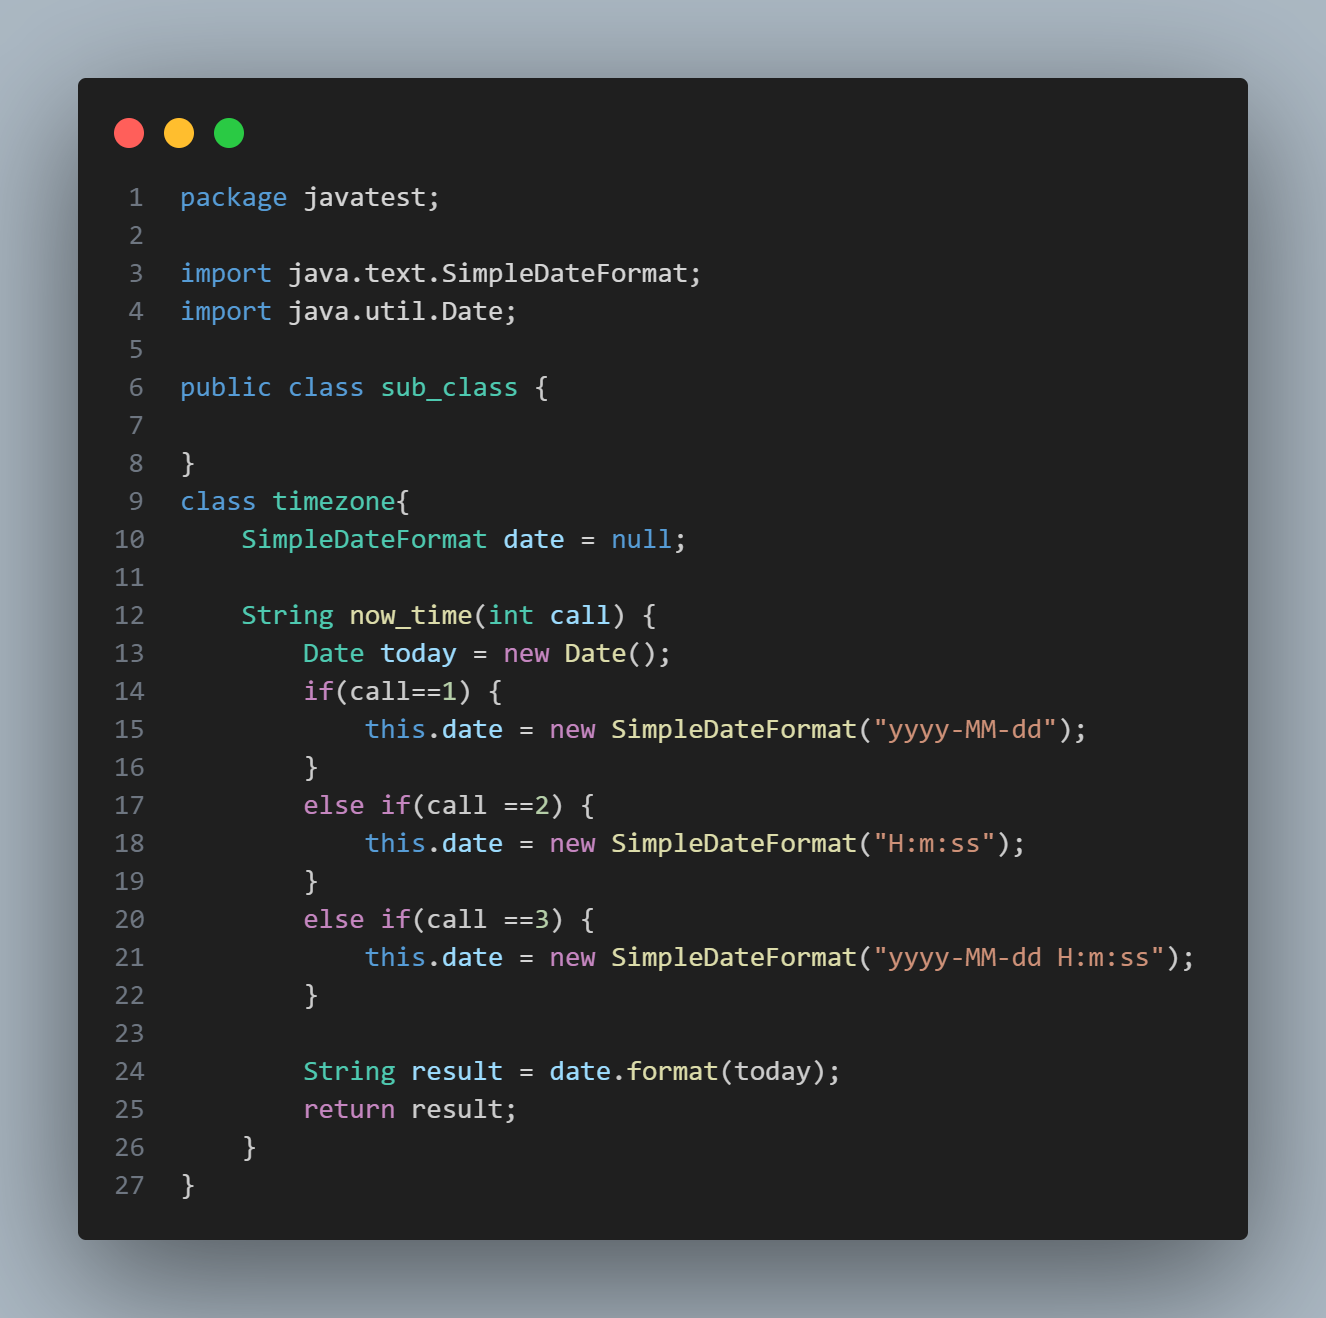 1 package javatest;
2
3 import java.text.SimpleDateFormat;
4 import java.util.Date;
5
6 public class sub_class {
7
8 }
9 class timezone{
10     SimpleDateFormat date = null;
11
12     String now_time(int call) {
13         Date today = new Date();
14         if(call==1) {
15             this.date = new SimpleDateFormat("yyyy-MM-dd");
16         }
17         else if(call ==2) {
18             this.date = new SimpleDateFormat("H:m:ss");
19         }
20         else if(call ==3) {
21             this.date = new SimpleDateFormat("yyyy-MM-dd H:m:ss");
22         }
23
24         String result = date.format(today);
25         return result;
26     }
27 }